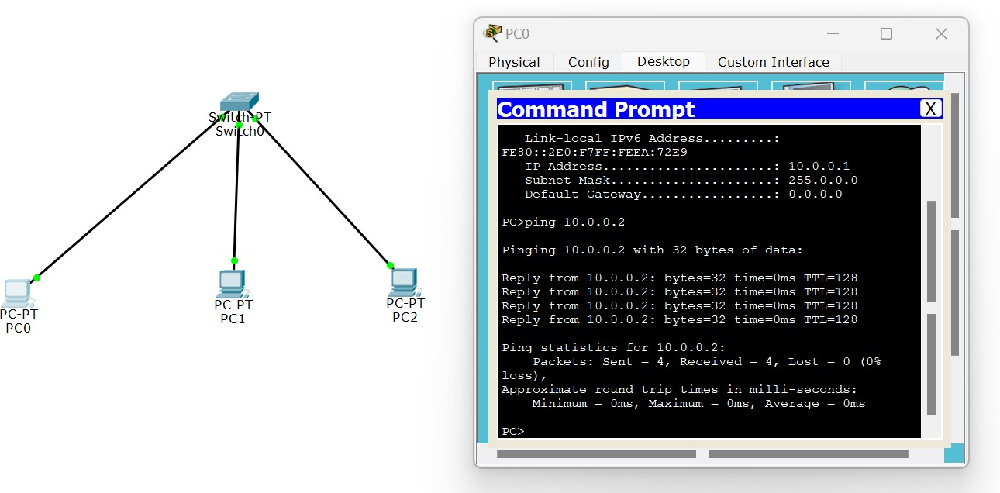 Switch-PT
Switch0
PC-PT
PC0
PC-PT
PC1
PC-PT
PC2
PC0
Physical Config Desktop Custom Interface
Command Prompt X
Link-local IPv6 Address.........:
FE80::2E0:F7FF:FEEA:72E9
IP Address......................: 10.0.0.1
Subnet Mask.....................: 255.0.0.0
Default Gateway.................: 0.0.0.0
PC>ping 10.0.0.2
Pinging 10.0.0.2 with 32 bytes of data:
Reply from 10.0.0.2: bytes=32 time=0ms TTL=128
Reply from 10.0.0.2: bytes=32 time=0ms TTL=128
Reply from 10.0.0.2: bytes=32 time=0ms TTL=128
Reply from 10.0.0.2: bytes=32 time=0ms TTL=128
Ping statistics for 10.0.0.2:
Packets: Sent = 4, Received = 4, Lost = 0 (0%
loss),
Approximate round trip times in milli-seconds:
Minimum = 0ms, Maximum = 0ms, Average = 0ms
PC>